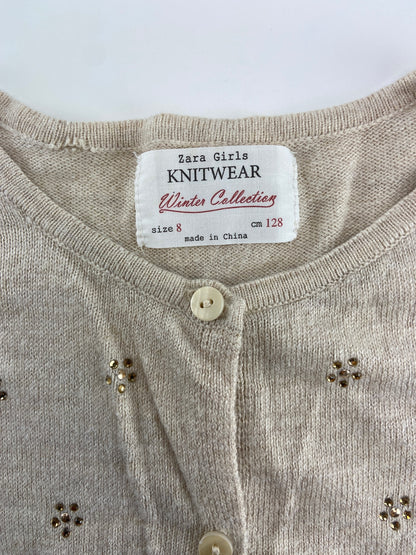 Zara Girls
KNITWEAR
Winter Collection
size 8 cm 128
made in China